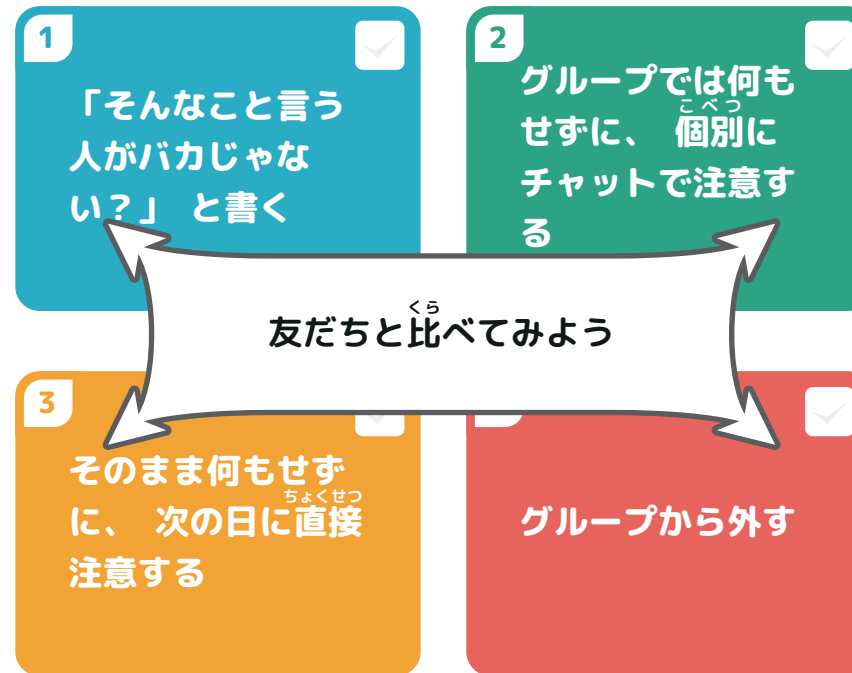 1
「そんなこと言う
人がバカじゃな
い？」 と書く
2
グループでは何も
こべつ
せずに、 個別に
チャットで注意す
る
くら
友だちと比べてみよう
3
そのまま何もせず
ちょくせつ
に、 次の日に直接
注意する
グループから外す